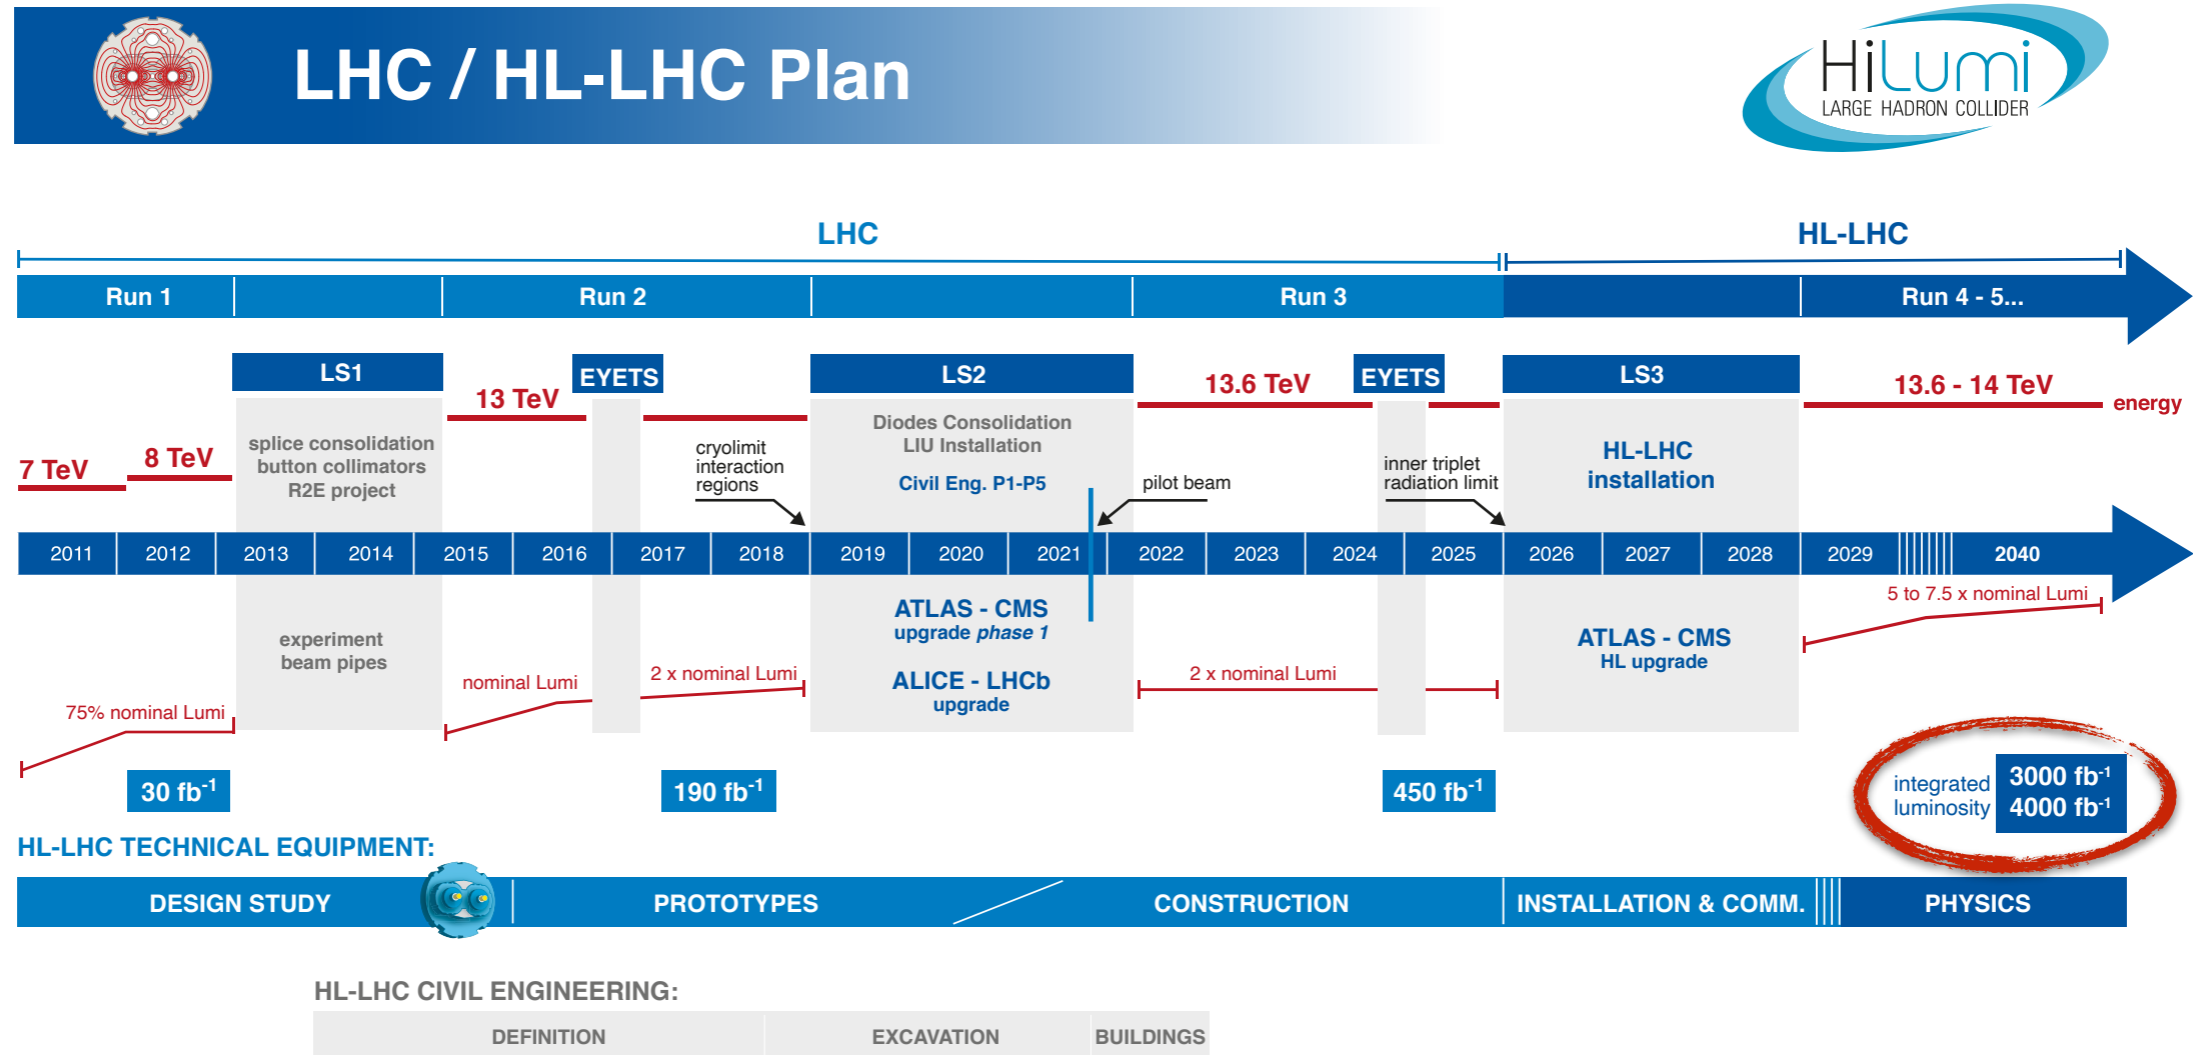 LHC / HL-LHC Plan
HiLumi
LARGE HADRON COLLIDER
LHC
HL-LHC
Run 1
Run 2
Run 3
Run 4 - 5...
LS1
EYETS
LS2
EYETS
LS3
13 TeV
13.6 TeV
13.6 - 14 TeV
energy
7 TeV
8 TeV
splice consolidation
button collimators
R2E project
cryolimit
interaction
regions
Diodes Consolidation
LIU Installation
Civil Eng. P1-P5
pilot beam
inner triplet
radiation limit
HL-LHC
installation
2011
2012
2013
2014
2015
2016
2017
2018
2019
2020
2021
2022
2023
2024
2025
2026
2027
2028
2029
2040
5 to 7.5 x nominal Lumi
experiment
beam pipes
ATLAS - CMS
upgrade phase 1
ALICE - LHCb
upgrade
ATLAS - CMS
HL upgrade
75% nominal Lumi
nominal Lumi
2 x nominal Lumi
2 x nominal Lumi
30 fb⁻¹
190 fb⁻¹
450 fb⁻¹
integrated
luminosity
3000 fb⁻¹
4000 fb⁻¹
HL-LHC TECHNICAL EQUIPMENT:
DESIGN STUDY
PROTOTYPES
CONSTRUCTION
INSTALLATION & COMM.
PHYSICS
HL-LHC CIVIL ENGINEERING:
DEFINITION
EXCAVATION
BUILDINGS